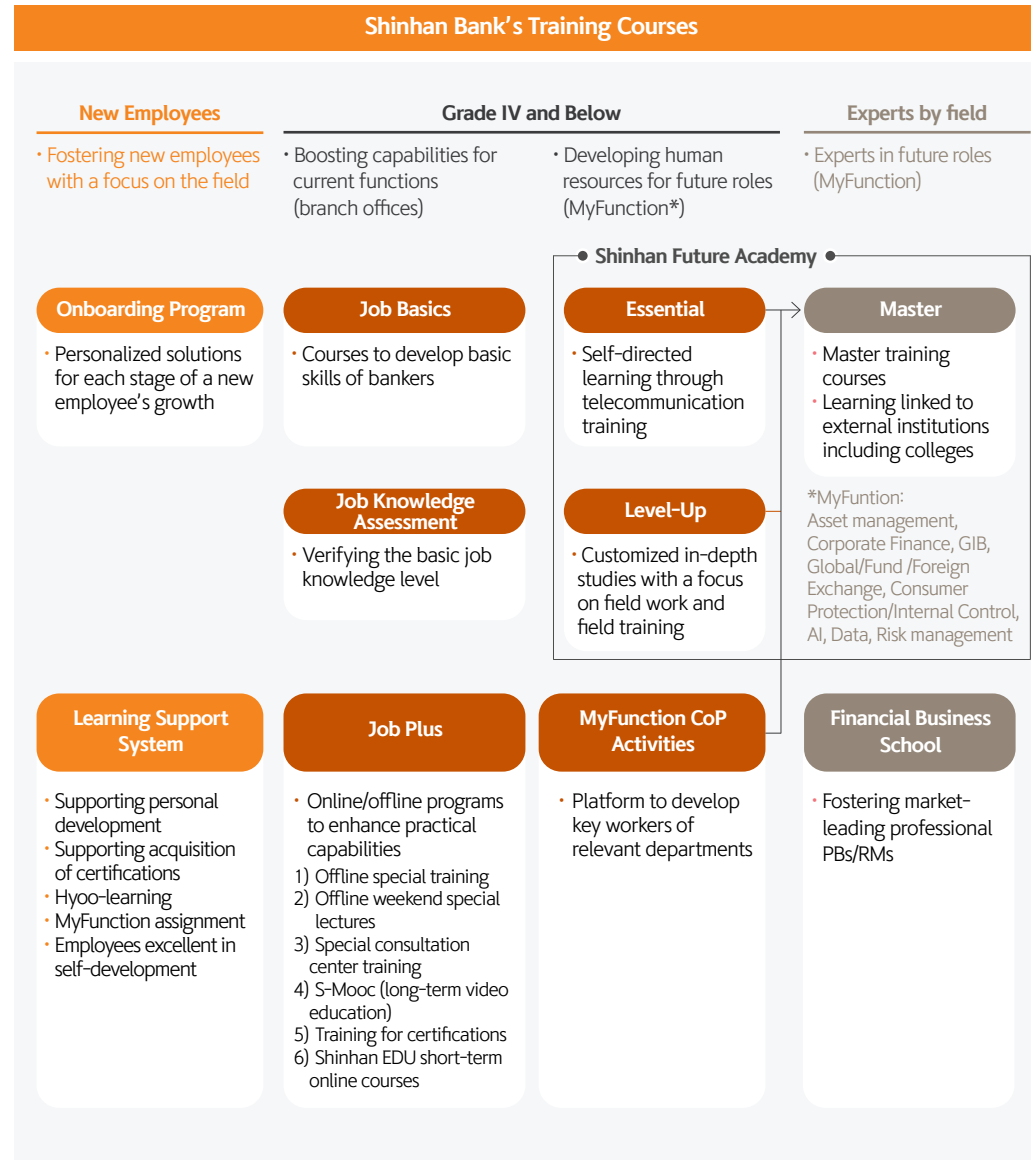 Shinhan Bank's Training Courses
New Employees
· Fostering new employees
with a focus on the field
Grade IV and Below
· Boosting capabilities for
current functions
(branch offices)
· Developing human
resources for future roles
(MyFunction*)
Experts by field
· Experts in future roles
(MyFunction)
Shinhan Future Academy
Onboarding Program
· Personalized solutions
for each stage of a new
employee's growth
Job Basics
· Courses to develop basic
skills of bankers
Essential
· Self-directed
learning through
telecommunication
training
Master
· Master training
courses
· Learning linked to
external institutions
including colleges
Job Knowledge
Assessment
· Verifying the basic job
knowledge level
Level-Up
· Customized in-depth
studies with a focus
on field work and
field training
*MyFuntion:
Asset management,
Corporate Finance, GIB,
Global/Fund /Foreign
Exchange, Consumer
Protection/Internal Control,
AI, Data, Risk management
Learning Support
System
· Supporting personal
development
· Supporting acquisition
of certifications
· Hyoo-learning
· MyFunction assignment
· Employees excellent in
self-development
Job Plus
· Online/offline programs
to enhance practical
capabilities
1) Offline special training
2) Offline weekend special
lectures
3) Special consultation
center training
4) S-Mooc (long-term video
education)
5) Training for certifications
6) Shinhan EDU short-term
online courses
MyFunction CoP
Activities
· Platform to develop
key workers of
relevant departments
Financial Business
School
· Fostering market-
leading professional
PBs/RMs